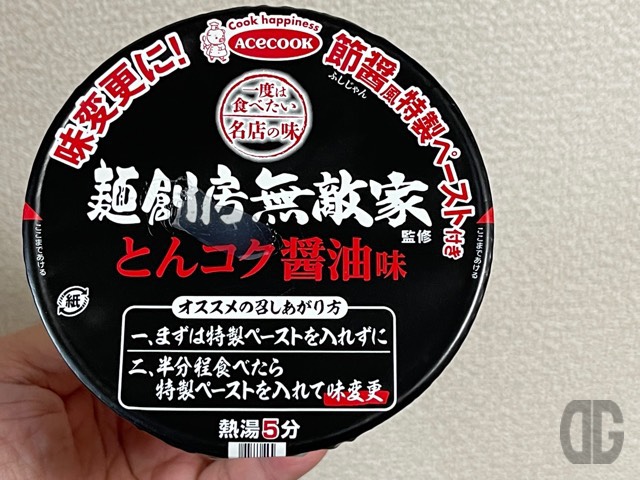 Cook happiness
ACECOOK
味変更に!
節醤風特製ペースト付き
ふしじゃん
一度は
食べたい
名店の味
麺創房無敵家
監修
とんコク醤油味
ここまであける
ここまであける
紙
オススメの召しあがり方
一、まずは特製ペーストを入れずに
二、半分程食べたら
特製ペーストを入れて味変更
熱湯5分
DG